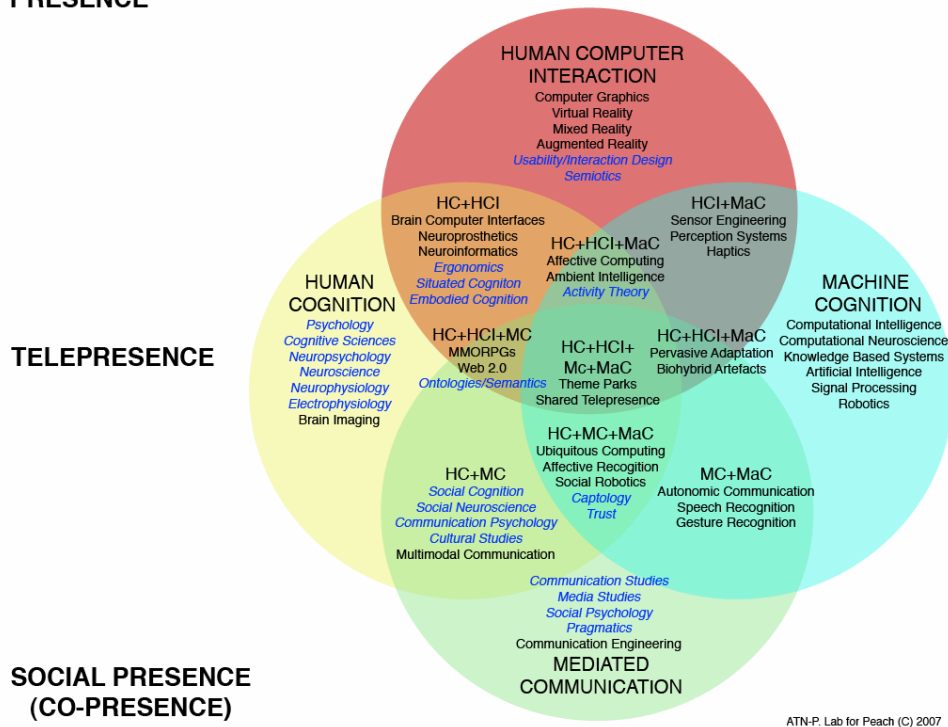 PRESENCE
HUMAN COMPUTER
INTERACTION
Computer Graphics
Virtual Reality
Mixed Reality
Augmented Reality
Usability/Interaction Design
Semiotics
HC+HCI
Brain Computer Interfaces
Neuroprosthetics
Neuroinformatics
Ergonomics
Situated Cogniton
Embodied Cognition
HC+HCI+MaC
Affective Computing
Ambient Intelligence
Activity Theory
HCI+MaC
Sensor Engineering
Perception Systems
Haptics
TELEPRESENCE
HUMAN
COGNITION
Psychology
Cognitive Sciences
Neuropsychology
Neuroscience
Neurophysiology
Electrophysiology
Brain Imaging
HC+HCI+MC
MMORPGs
Web 2.0
Ontologies/Semantics
HC+HCI+
Mc+MaC
Theme Parks
Shared Telepresence
HC+HCI+MaC
Pervasive Adaptation
Biohybrid Artefacts
MACHINE
COGNITION
Computational Intelligence
Computational Neuroscience
Knowledge Based Systems
Artificial Intelligence
Signal Processing
Robotics
HC+MC
Social Cognition
Social Neuroscience
Communication Psychology
Cultural Studies
Multimodal Communication
HC+MC+MaC
Ubiquitous Computing
Affective Recogition
Social Robotics
Captology
Trust
MC+MaC
Autonomic Communication
Speech Recognition
Gesture Recognition
Communication Studies
Media Studies
Social Psychology
Pragmatics
Communication Engineering
MEDIATED
COMMUNICATION
SOCIAL PRESENCE
(CO-PRESENCE)
ATN-P. Lab for Peach (C) 2007